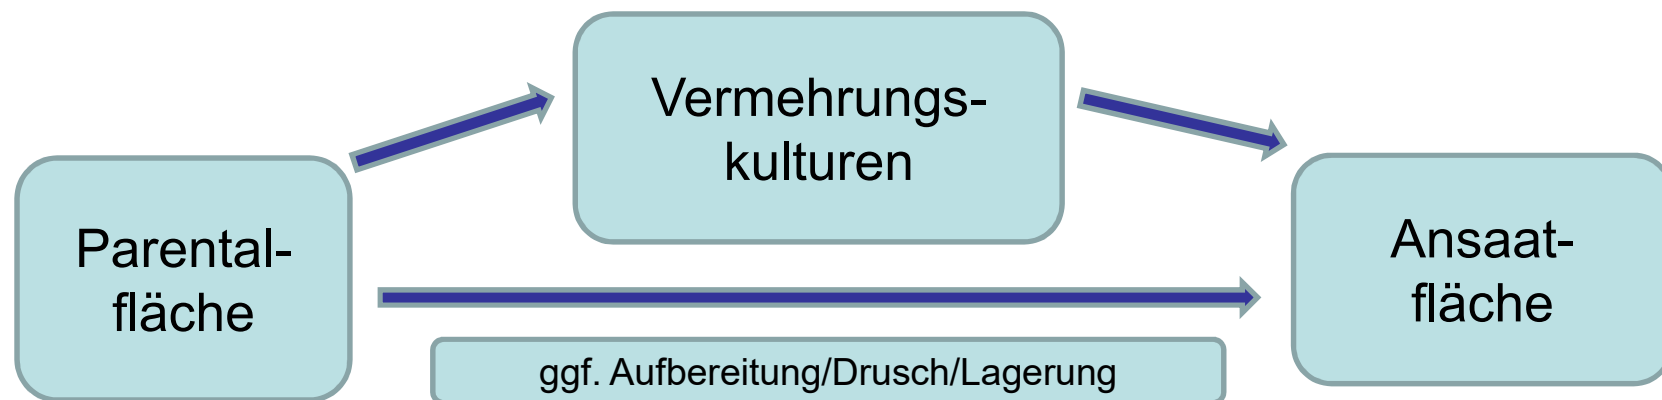 Parental-
fläche
Vermehrungs-
kulturen
Ansaat-
fläche
ggf. Aufbereitung/Drusch/Lagerung